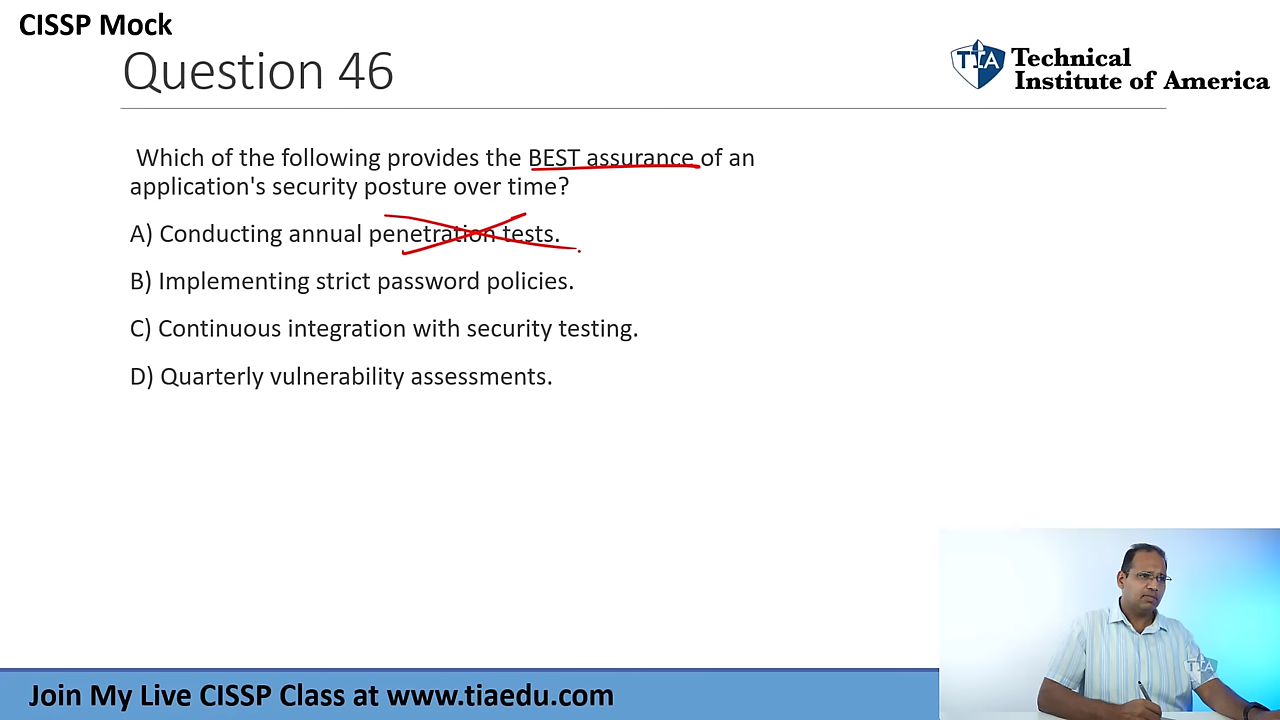 CISSP Mock
Question 46
TIA
Technical
Institute of America
Which of the following provides the BEST assurance of an
application's security posture over time?
A) Conducting annual penetration tests.
B) Implementing strict password policies.
C) Continuous integration with security testing.
D) Quarterly vulnerability assessments.
TIA
Join My Live CISSP Class at www.tiaedu.com